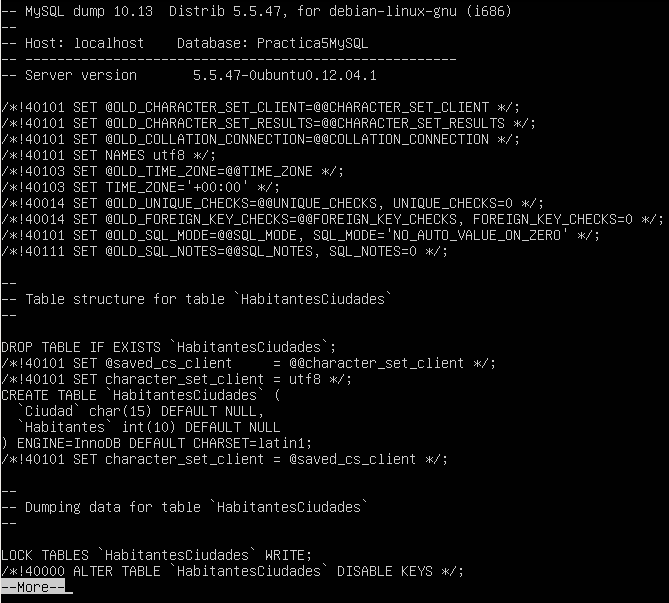 -- MySQL dump 10.13  Distrib 5.5.47, for debian-linux-gnu (i686)
--
-- Host: localhost    Database: Practica5MySQL
-- ------------------------------------------------------
-- Server version       5.5.47-0ubuntu0.12.04.1
/*!40101 SET @OLD_CHARACTER_SET_CLIENT=@@CHARACTER_SET_CLIENT */;
/*!40101 SET @OLD_CHARACTER_SET_RESULTS=@@CHARACTER_SET_RESULTS */;
/*!40101 SET @OLD_COLLATION_CONNECTION=@@COLLATION_CONNECTION */;
/*!40101 SET NAMES utf8 */;
/*!40103 SET @OLD_TIME_ZONE=@@TIME_ZONE */;
/*!40103 SET TIME_ZONE='+00:00' */;
/*!40014 SET @OLD_UNIQUE_CHECKS=@@UNIQUE_CHECKS, UNIQUE_CHECKS=0 */;
/*!40014 SET @OLD_FOREIGN_KEY_CHECKS=@@FOREIGN_KEY_CHECKS, FOREIGN_KEY_CHECKS=0 */;
/*!40101 SET @OLD_SQL_MODE=@@SQL_MODE, SQL_MODE='NO_AUTO_VALUE_ON_ZERO' */;
/*!40111 SET @OLD_SQL_NOTES=@@SQL_NOTES, SQL_NOTES=0 */;
--
-- Table structure for table `HabitantesCiudades`
--
DROP TABLE IF EXISTS `HabitantesCiudades`;
/*!40101 SET @saved_cs_client     = @@character_set_client */;
/*!40101 SET character_set_client = utf8 */;
CREATE TABLE `HabitantesCiudades` (
  `Ciudad` char(15) DEFAULT NULL,
  `Habitantes` int(10) DEFAULT NULL
) ENGINE=InnoDB DEFAULT CHARSET=latin1;
/*!40101 SET character_set_client = @saved_cs_client */;
--
-- Dumping data for table `HabitantesCiudades`
--
LOCK TABLES `HabitantesCiudades` WRITE;
/*!40000 ALTER TABLE `HabitantesCiudades` DISABLE KEYS */;
--More--